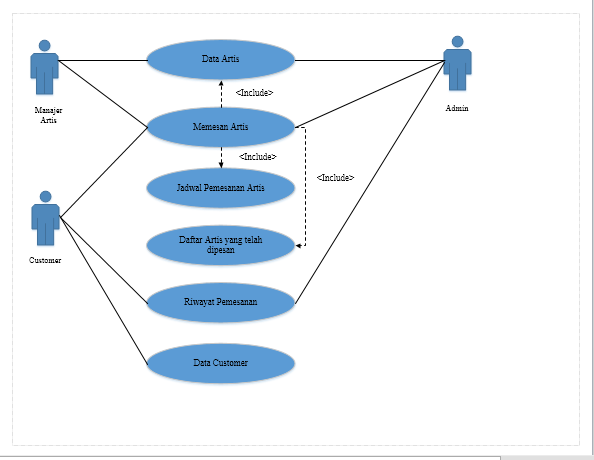 Data Artis
Manajer
Artis
Admin
<Include>
Memesan Artis
<Include>
<Include>
Jadwal Pemesanan Artis
Daftar Artis yang telah
dipesan
Customer
Riwayat Pemesanan
Data Customer